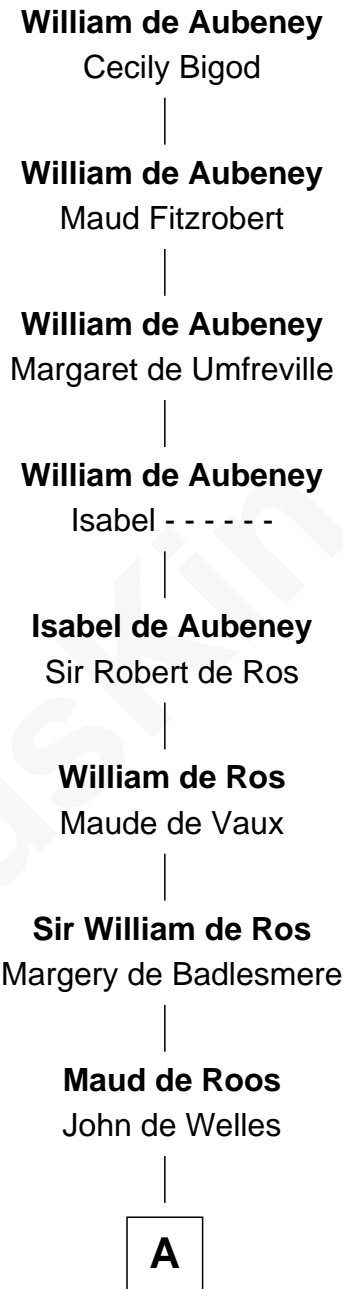 William de Aubeney
Cecily Bigod
William de Aubeney
Maud Fitzrobert
William de Aubeney
Margaret de Umfreville
William de Aubeney
Isabel - - - - - -
Isabel de Aubeney
Sir Robert de Ros
William de Ros
Maude de Vaux
Sir William de Ros
Margery de Badlesmere
Maud de Roos
John de Welles
A